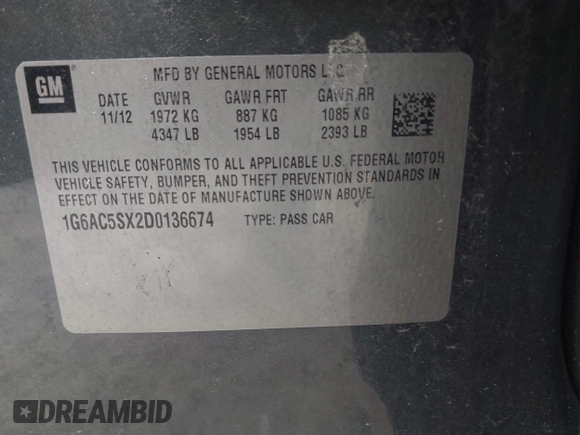 GM
MFD BY GENERAL MOTORS LLC
DATE GVWR GAWR FRT GAWR RR
11/12 1972 KG 887 KG 1085 KG
4347 LB 1954 LB 2393 LB
THIS VEHICLE CONFORMS TO ALL APPLICABLE U.S. FEDERAL MOTOR
VEHICLE SAFETY, BUMPER, AND THEFT PREVENTION STANDARDS IN
EFFECT ON THE DATE OF MANUFACTURE SHOWN ABOVE.
1G6AC5SX2D0136674 TYPE: PASS CAR
DREAMBID